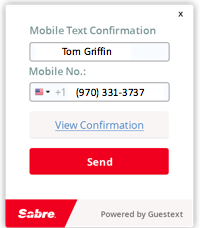 x
Mobile Text Confirmation
Tom Griffin
Mobile No.:
+1 (970) 331-3737
View Confirmation
Send
Sabre Powered by Guestext